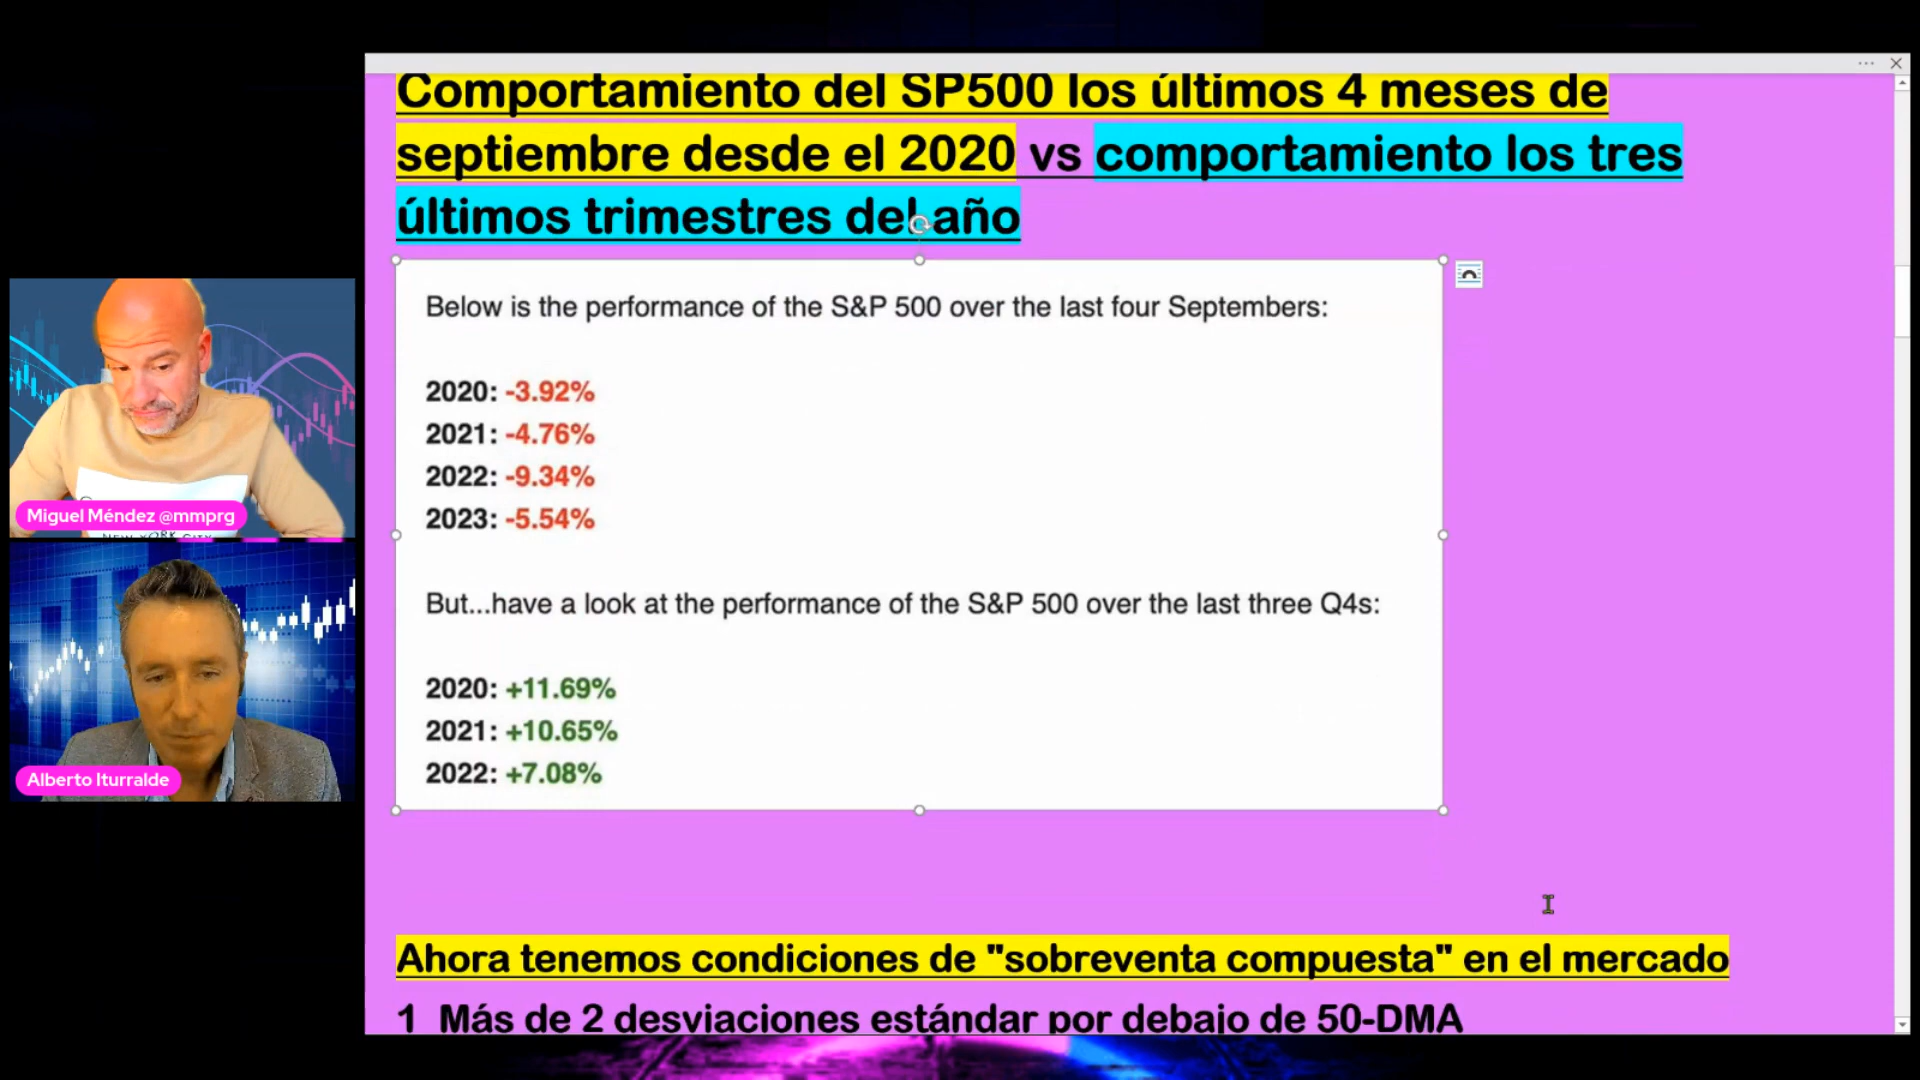 Comportamiento del SP500 los últimos 4 meses de
septiembre desde el 2020 vs comportamiento los tres
últimos trimestres del año
Below is the performance of the S&P 500 over the last four Septembers:
2020: -3.92%
2021: -4.76%
2022: -9.34%
2023: -5.54%
But...have a look at the performance of the S&P 500 over the last three Q4s:
2020: +11.69%
2021: +10.65%
2022: +7.08%
Ahora tenemos condiciones de "sobreventa compuesta" en el mercado
1 Más de 2 desviaciones estándar por debajo de 50-DMA
Miguel Méndez @mmprg
NEW YORK CITY
Alberto Iturralde